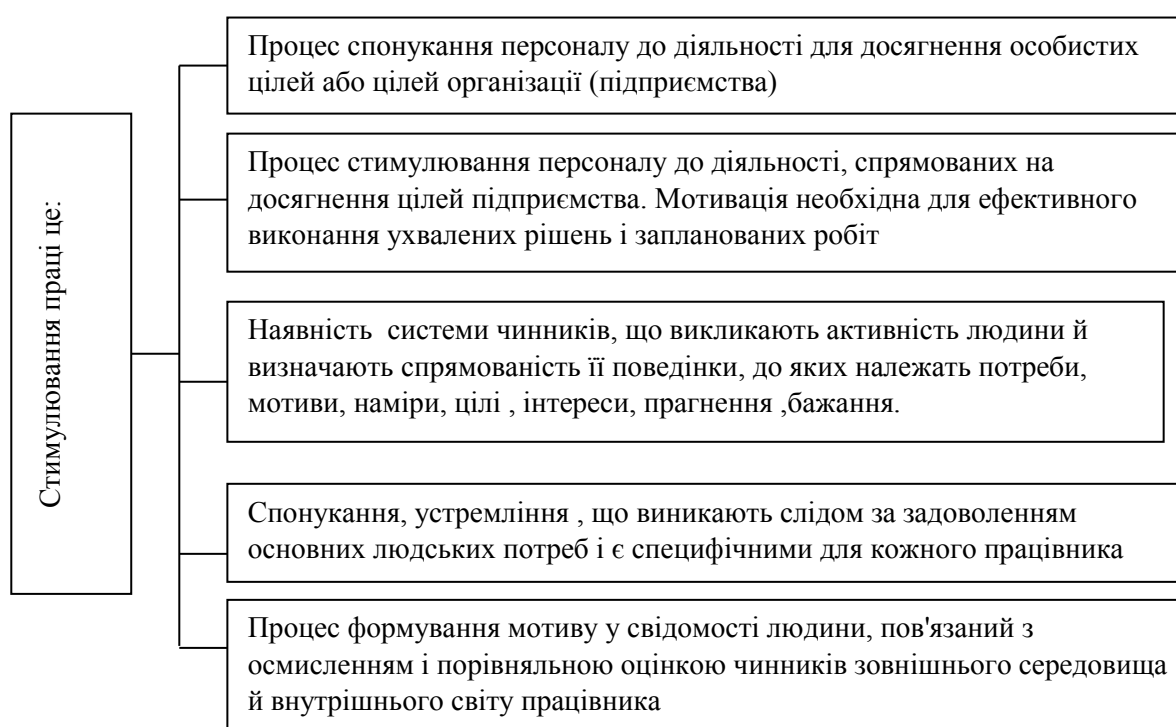 Стимулювання праці це:
Процес спонукання персоналу до діяльності для досягнення особистих
цілей або цілей організації (підприємства)
Процес стимулювання персоналу до діяльності, спрямованих на
досягнення цілей підприємства. Мотивація необхідна для ефективного
виконання ухвалених рішень і запланованих робіт
Наявність  системи чинників, що викликають активність людини й
визначають спрямованість її поведінки, до яких належать потреби,
мотиви, наміри, цілі , інтереси, прагнення ,бажання.
Спонукання, устремління , що виникають слідом за задоволенням
основних людських потреб і є специфічними для кожного працівника
Процес формування мотиву у свідомості людини, пов'язаний з
осмисленням і порівняльною оцінкою чинників зовнішнього середовища
й внутрішнього світу працівника